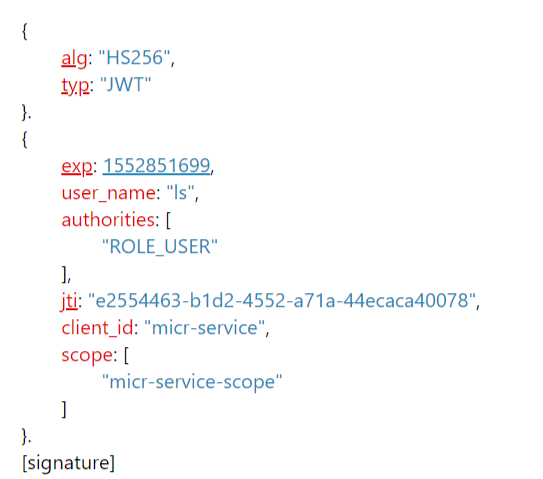 {
alg: "HS256",
typ: "JWT"
}.
{
exp: 1552851699,
user_name: "ls",
authorities: [
"ROLE_USER"
],
jti: "e2554463-b1d2-4552-a71a-44ecaca40078",
client_id: "micr-service",
scope: [
"micr-service-scope"
]
}.
[signature]